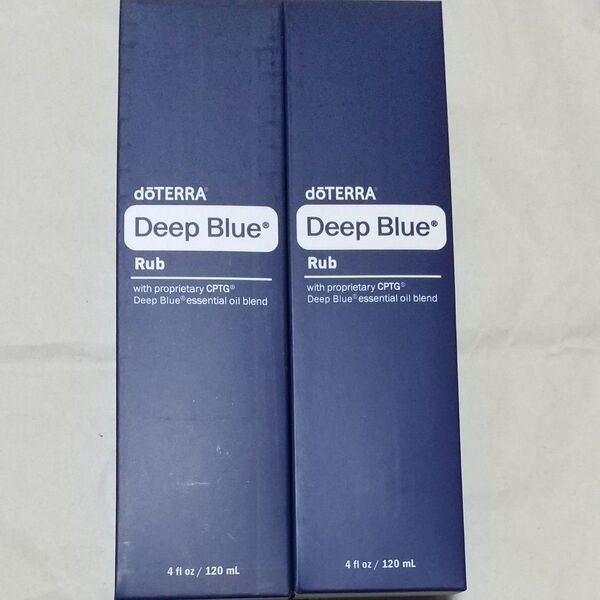 dōTERRA®
Deep Blue®
Rub
with proprietary CPTG®
Deep Blue® essential oil blend
4 fl oz / 120 mL
dōTERRA®
Deep Blue®
Rub
with proprietary CPTG®
Deep Blue® essential oil blend
4 fl oz / 120 mL